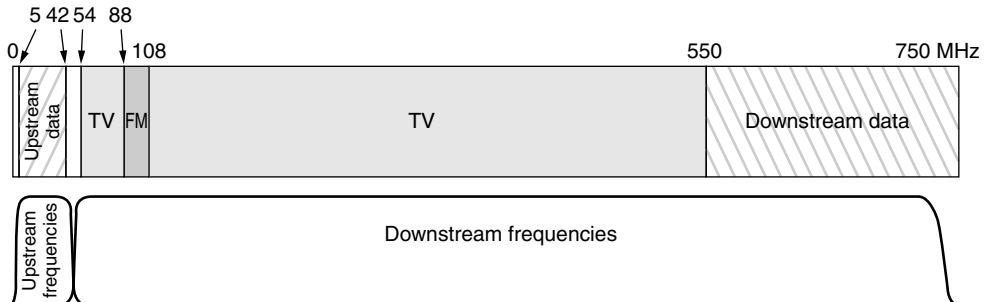 5 42 54 88
0 108 550 750 MHz
Upstream
data
TV FM TV Downstream data
Upstream
frequencies
Downstream frequencies